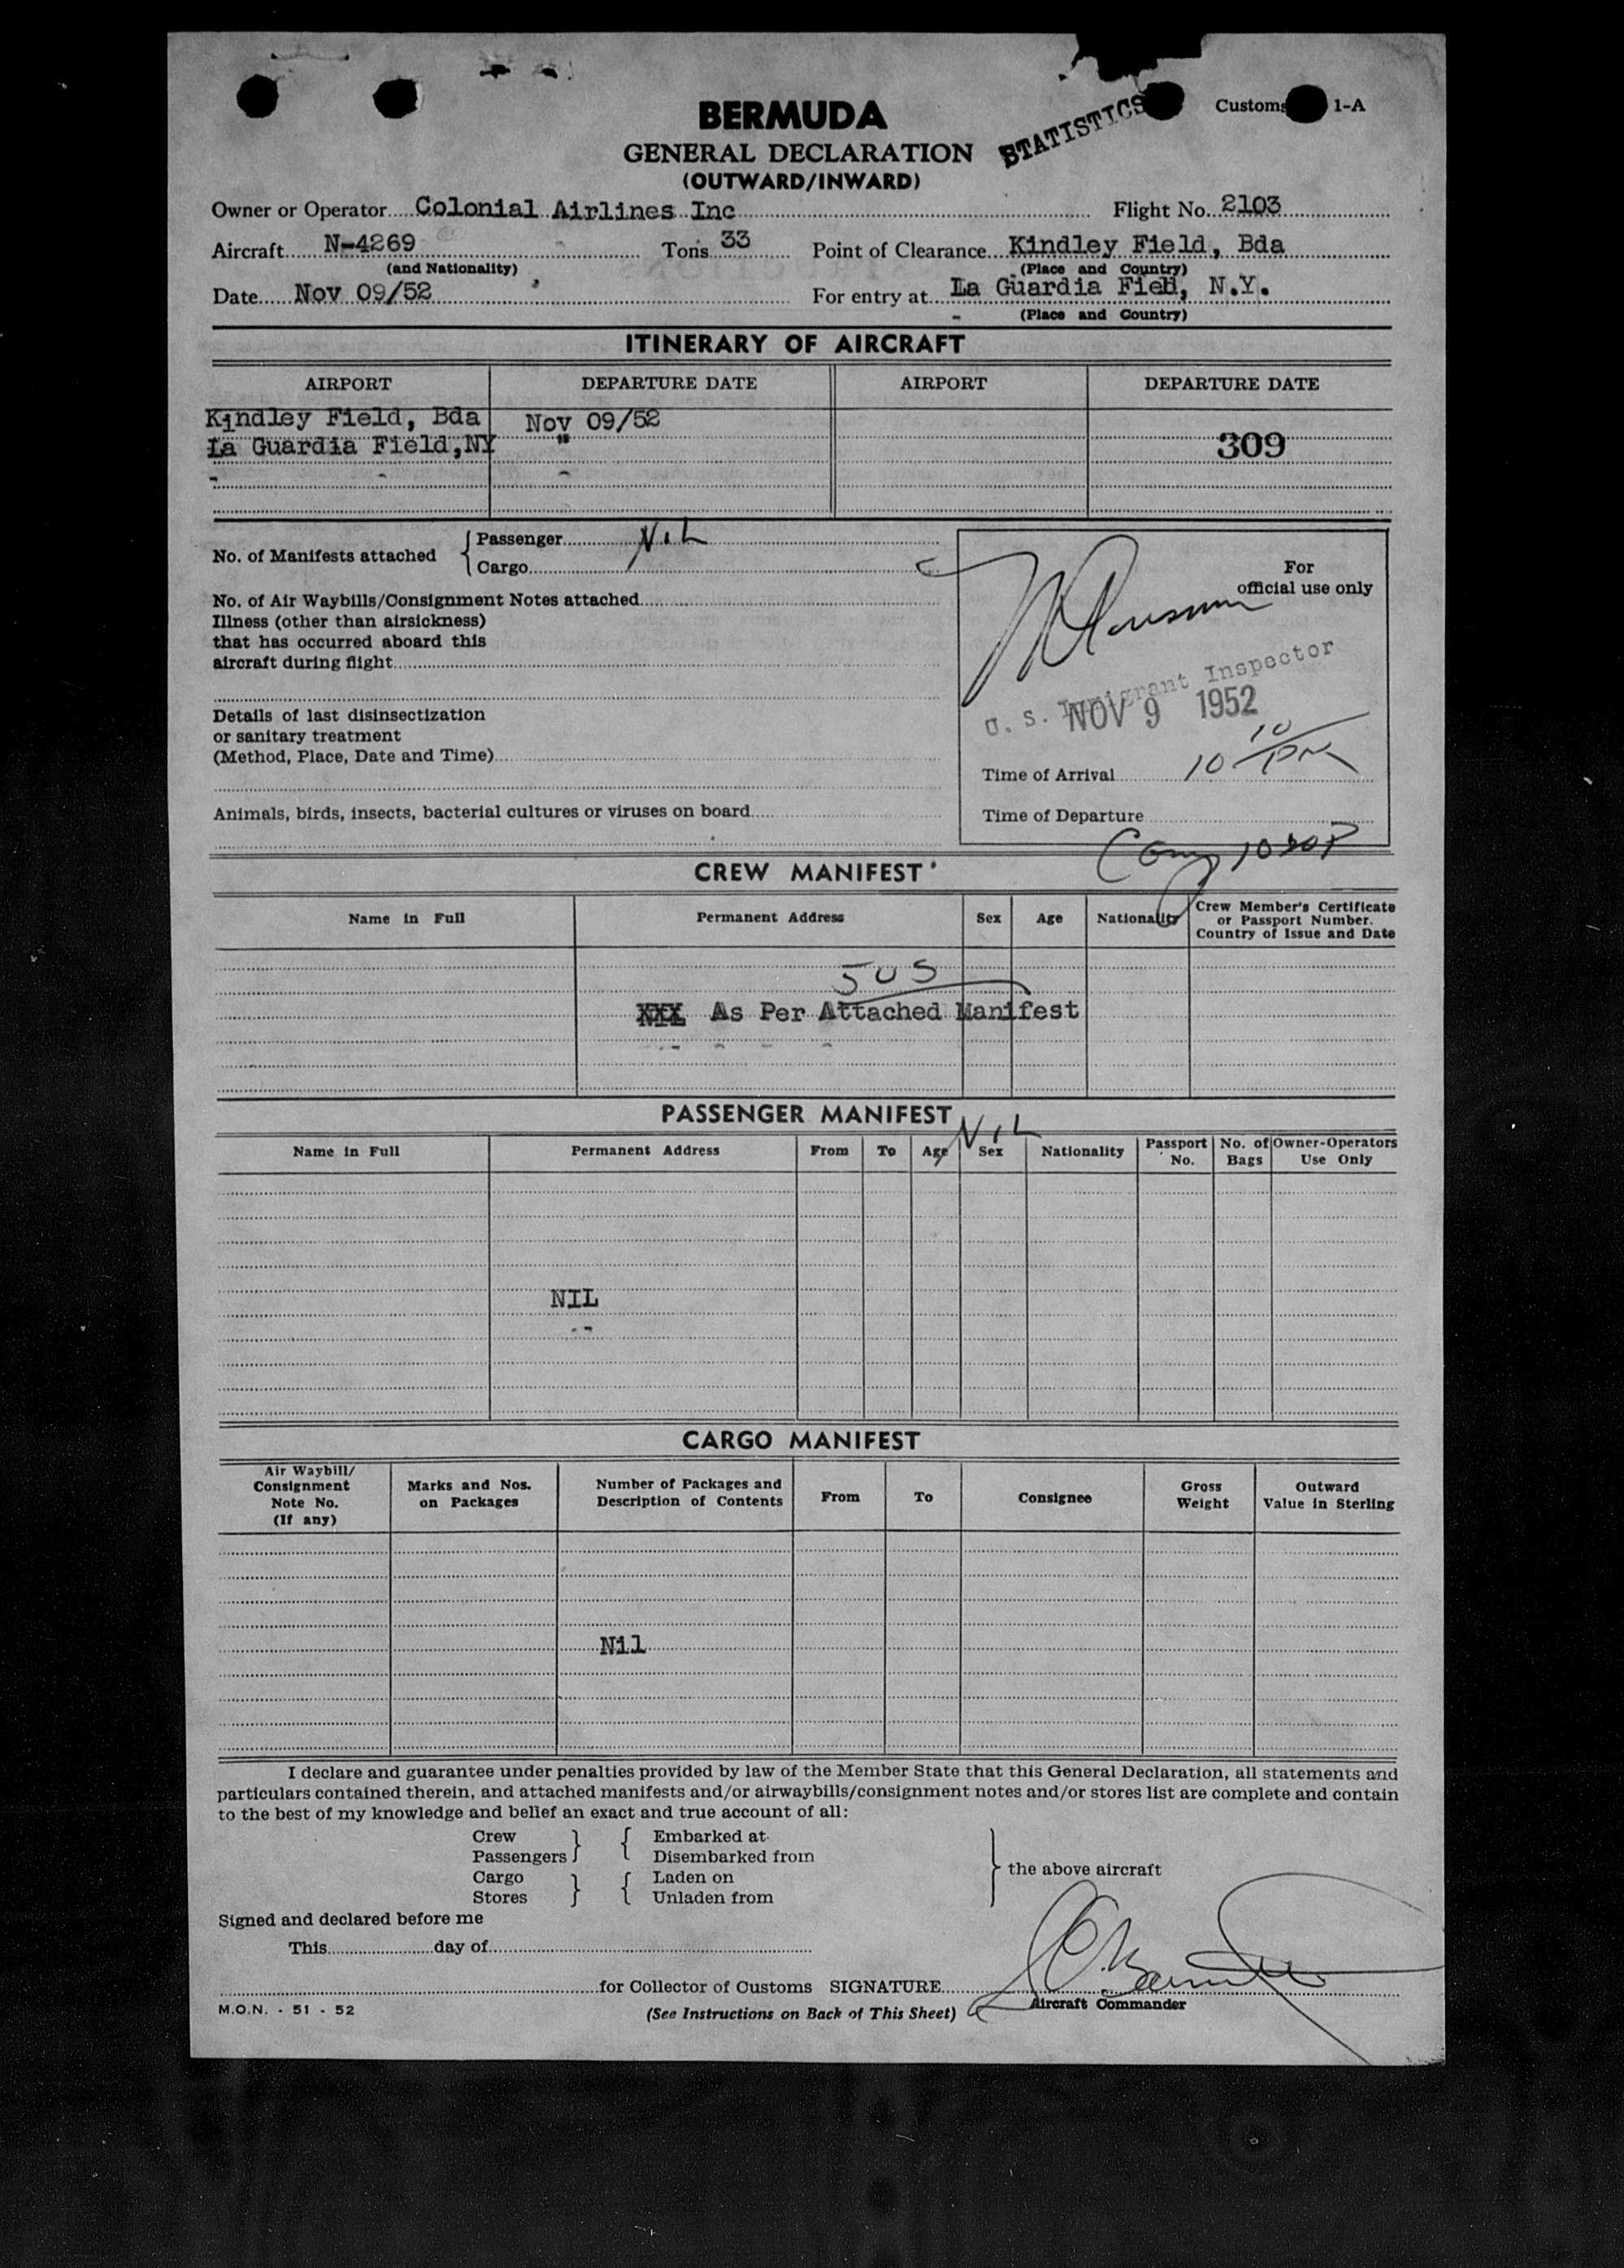 BERMUDA
Customs 1-A
STATISTICS
GENERAL DECLARATION
(OUTWARD/INWARD)
Owner or Operator Colonial Airlines Inc Flight No. 2103
Aircraft N-4269 Tons 33 Point of Clearance Kindley Field, Bda
(and Nationality) (Place and Country)
Date Nov 09/52 For entry at La Guardia Field, N.Y.
(Place and Country)
ITINERARY OF AIRCRAFT
AIRPORT DEPARTURE DATE AIRPORT DEPARTURE DATE
Kindley Field, Bda Nov 09/52
La Guardia Field,NY " 309
No. of Manifests attached Passenger NIL
Cargo
For
official use only
No. of Air Waybills/Consignment Notes attached
Illness (other than airsickness)
that has occurred aboard this
aircraft during flight
U. S. Immigrant Inspector
NOV 9 1952
Details of last disinsectization
or sanitary treatment
(Method, Place, Date and Time)
Time of Arrival 10 10 PM
Animals, birds, insects, bacterial cultures or viruses on board
Time of Departure
CREW MANIFEST
Name in Full Permanent Address Sex Age Nationality Crew Member's Certificate
or Passport Number.
Country of Issue and Date
5 US
XXX As Per Attached Manifest
PASSENGER MANIFEST NIL
Name in Full Permanent Address From To Age Sex Nationality Passport No. No. of Bags Owner-Operators Use Only
NIL
CARGO MANIFEST
Air Waybill/
Consignment
Note No.
(If any)
Marks and Nos.
on Packages
Number of Packages and
Description of Contents
From To Consignee
Gross
Weight
Outward
Value in Sterling
Nil
I declare and guarantee under penalties provided by law of the Member State that this General Declaration, all statements and
particulars contained therein, and attached manifests and/or airwaybills/consignment notes and/or stores list are complete and contain
to the best of my knowledge and belief an exact and true account of all:
Crew Embarked at
Passengers Disembarked from
the above aircraft
Cargo Laden on
Stores Unladen from
Signed and declared before me
This day of
for Collector of Customs SIGNATURE
M.O.N. - 51 - 52 (See Instructions on Back of This Sheet) Aircraft Commander